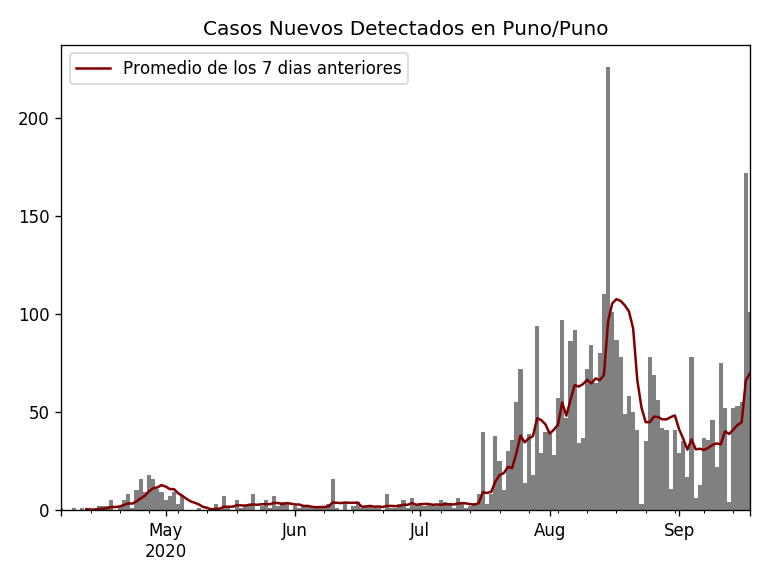 Casos Nuevos Detectados en Puno/Puno
Promedio de los 7 dias anteriores
200
150
100
50
0
May Jun Jul Aug Sep
2020